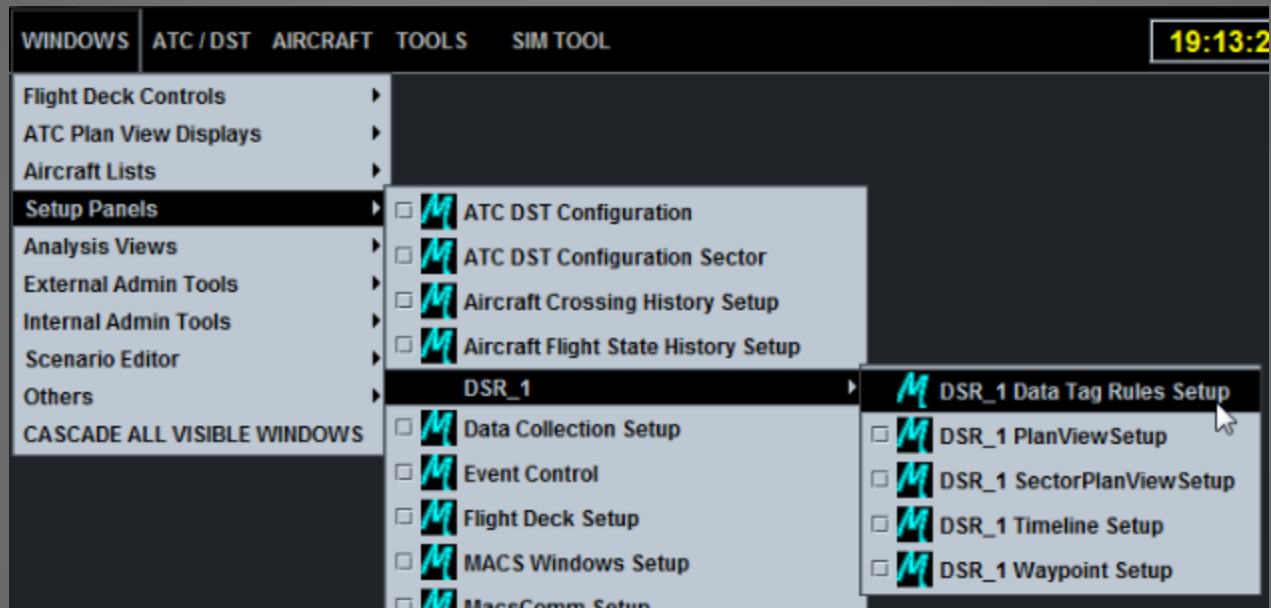 WINDOWS ATC / DST AIRCRAFT TOOLS SIM TOOL 19:13:2
Flight Deck Controls
ATC Plan View Displays
Aircraft Lists
Setup Panels
Analysis Views
External Admin Tools
Internal Admin Tools
Scenario Editor
Others
CASCADE ALL VISIBLE WINDOWS
ATC DST Configuration
ATC DST Configuration Sector
Aircraft Crossing History Setup
Aircraft Flight State History Setup
DSR_1
Data Collection Setup
Event Control
Flight Deck Setup
MACS Windows Setup
MacsComm Setup
DSR_1 Data Tag Rules Setup
DSR_1 PlanViewSetup
DSR_1 SectorPlanViewSetup
DSR_1 Timeline Setup
DSR_1 Waypoint Setup